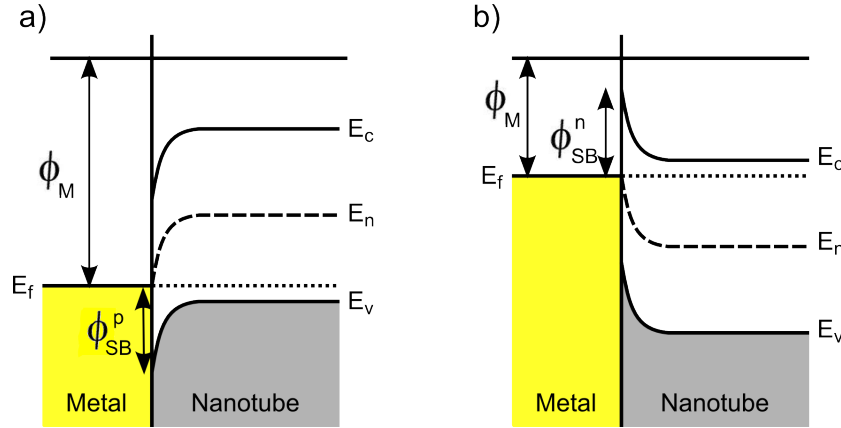 a)
ϕM
Ec
En
Ef
Ev
ϕSBp
Metal
Nanotube
b)
ϕM
ϕSBn
Ec
Ef
En
Ev
Metal
Nanotube